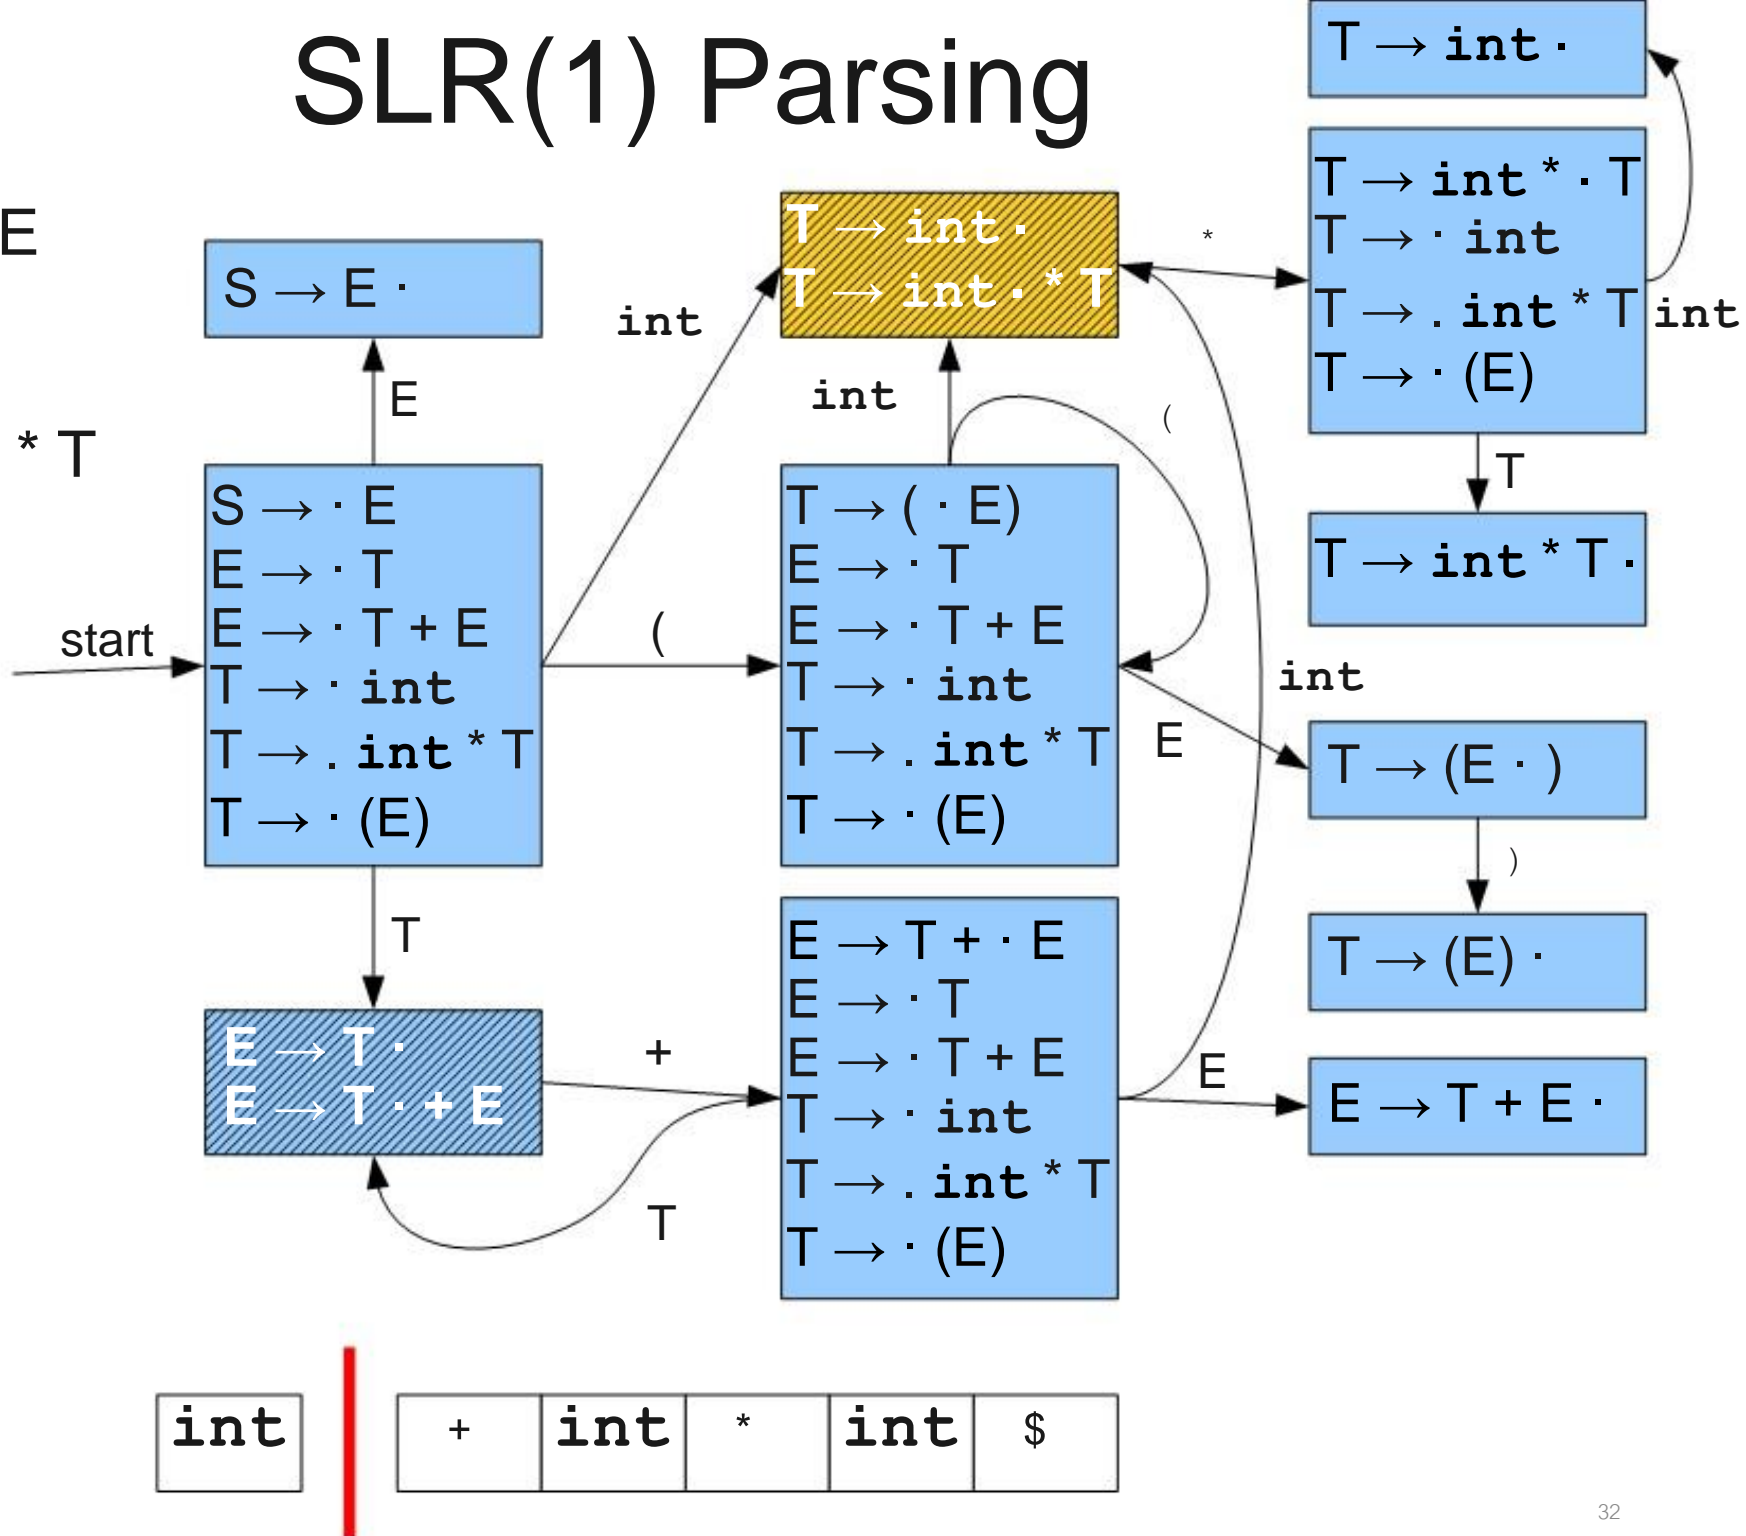 SLR(1) Parsing
E
* T
start
S → E ·
E
S → · E
E → · T
E → · T + E
T → · int
T → . int * T
T → · (E)
T
E → T ·
E → T · + E
int
(
+
T
T → int ·
T → int · * T
int
(
*
T → ( · E)
E → · T
E → · T + E
T → · int
T → . int * T
T → · (E)
E → T + · E
E → · T
E → · T + E
T → · int
T → . int * T
T → · (E)
E
int
E
T → int ·
T → int * · T
T → · int
T → . int * T
T → · (E)
int
T
T → int * T ·
T → (E · )
)
T → (E) ·
E → T + E ·
int + int * int $
32